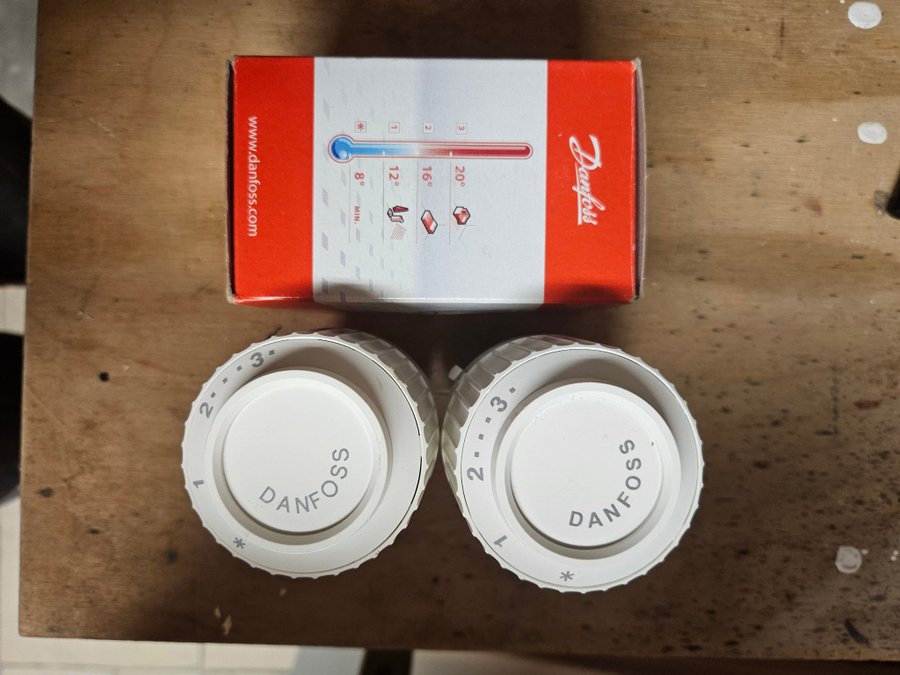 Danfoss
3 20°
2 16°
1 12°
* 8° MIN.
www.danfoss.com
* 1 2 .... 3 .
DANFOSS
* 1 2 .... 3 .
DANFOSS